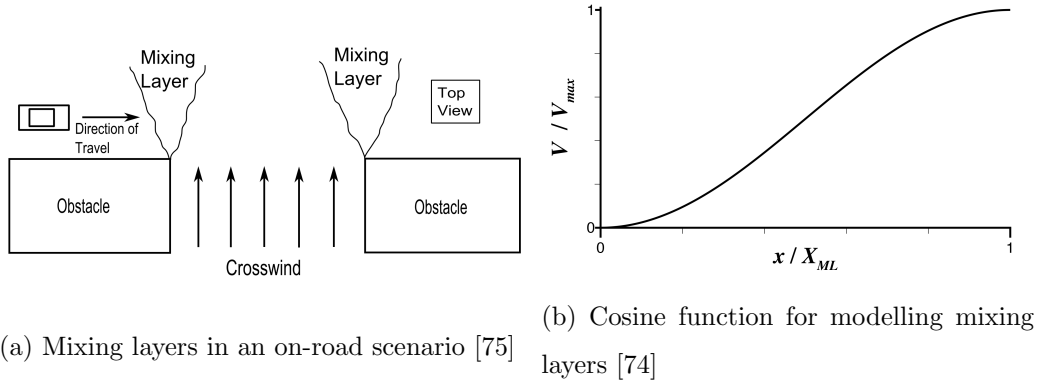 Mixing
Layer
Mixing
Layer
Top
View
Direction of
Travel
Obstacle
Obstacle
Crosswind
1
V / Vmax
0
0
1
x / XML
(a) Mixing layers in an on-road scenario [75]
(b) Cosine function for modelling mixing
layers [74]